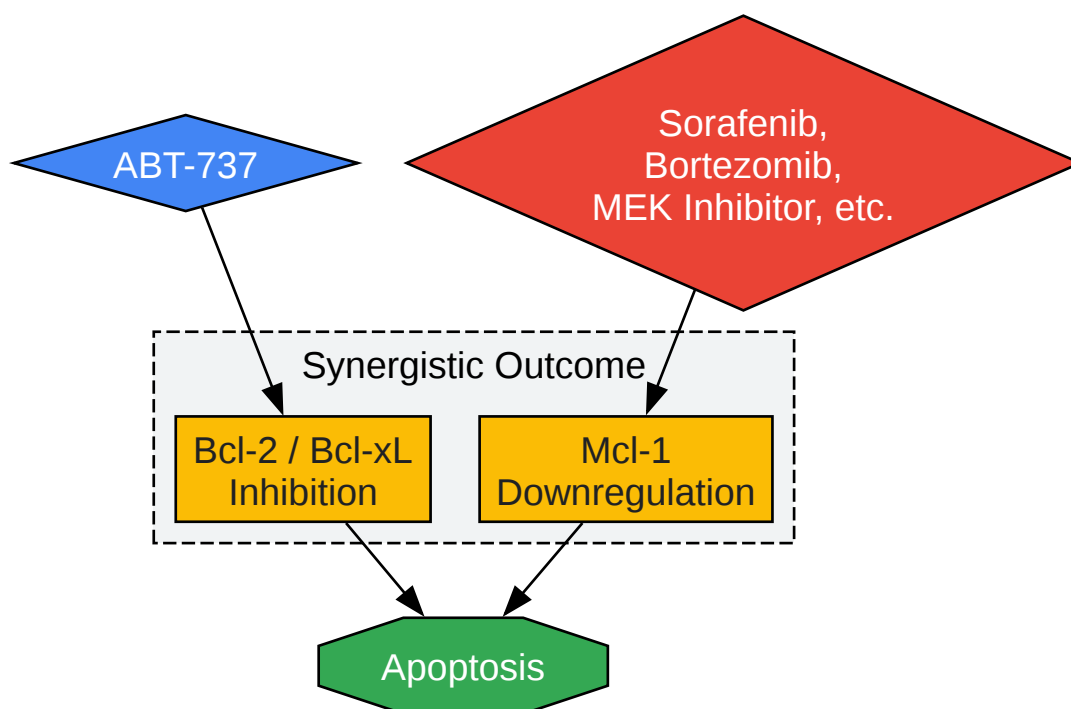 ABT-737
Sorafenib,
Bortezomib,
MEK Inhibitor, etc.
Synergistic Outcome
Bcl-2 / Bcl-xL
Inhibition
Mcl-1
Downregulation
Apoptosis